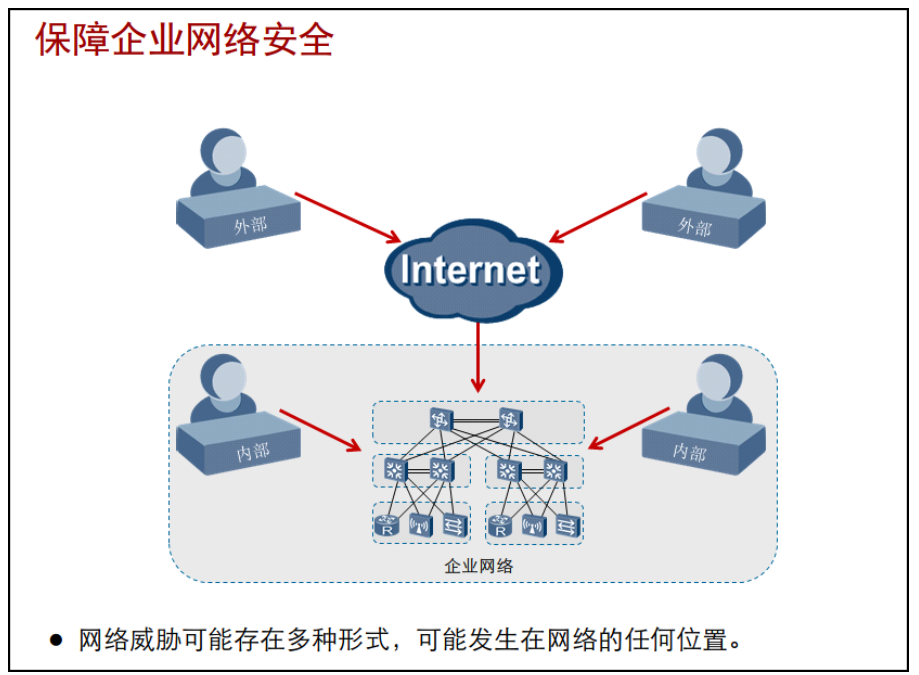 保障企业网络安全
外部
外部
Internet
内部
内部
R
R
企业网络
● 网络威胁可能存在多种形式，可能发生在网络的任何位置。